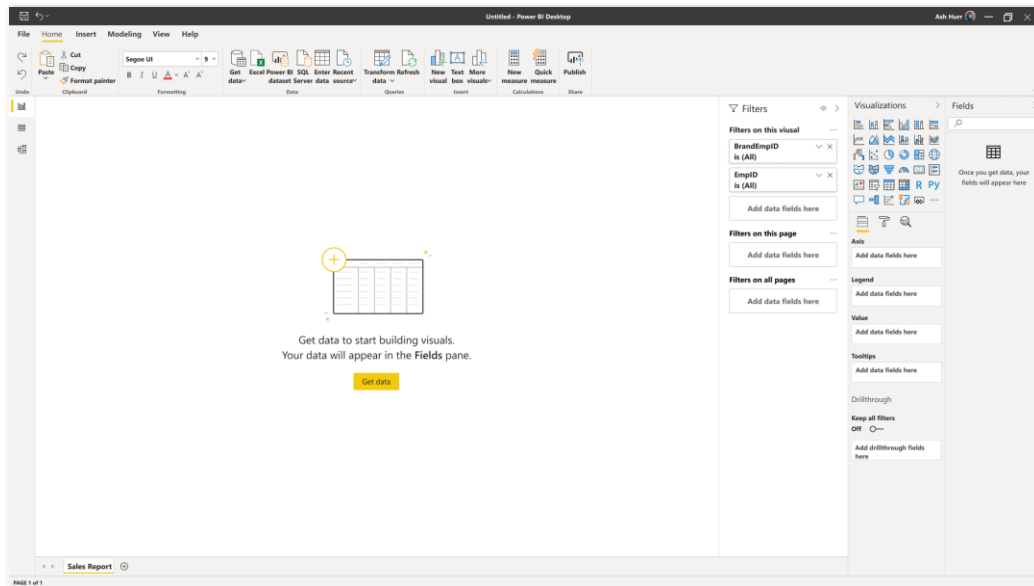 Untitled - Power BI Desktop
Ash Hurr
File Home Insert Modeling View Help
Paste
Cut
Copy
Format painter
Segoe UI
9
B I U A A A
Get data
Excel
Power BI dataset
SQL Server
Enter data
Recent source
Transform data
Refresh
New visual
Text box
More visuals
New measure
Quick measure
Publish
Undo
Clipboard
Formatting
Data
Queries
Insert
Calculations
Share
Get data to start building visuals.
Your data will appear in the Fields pane.
Get data
Filters
Filters on this viusal
BrandEmpID
is (All)
EmpID
is (All)
Add data fields here
Filters on this page
Add data fields here
Filters on all pages
Add data fields here
Visualizations
R Py
Axis
Add data fields here
Legend
Add data fields here
Value
Add data fields here
Tooltips
Add data fields here
Drillthrough
Keep all filters
Off
Add drillthrough fields
here
Fields
Once you get data, your
fields will appear here
Sales Report
PAGE 1 of 1